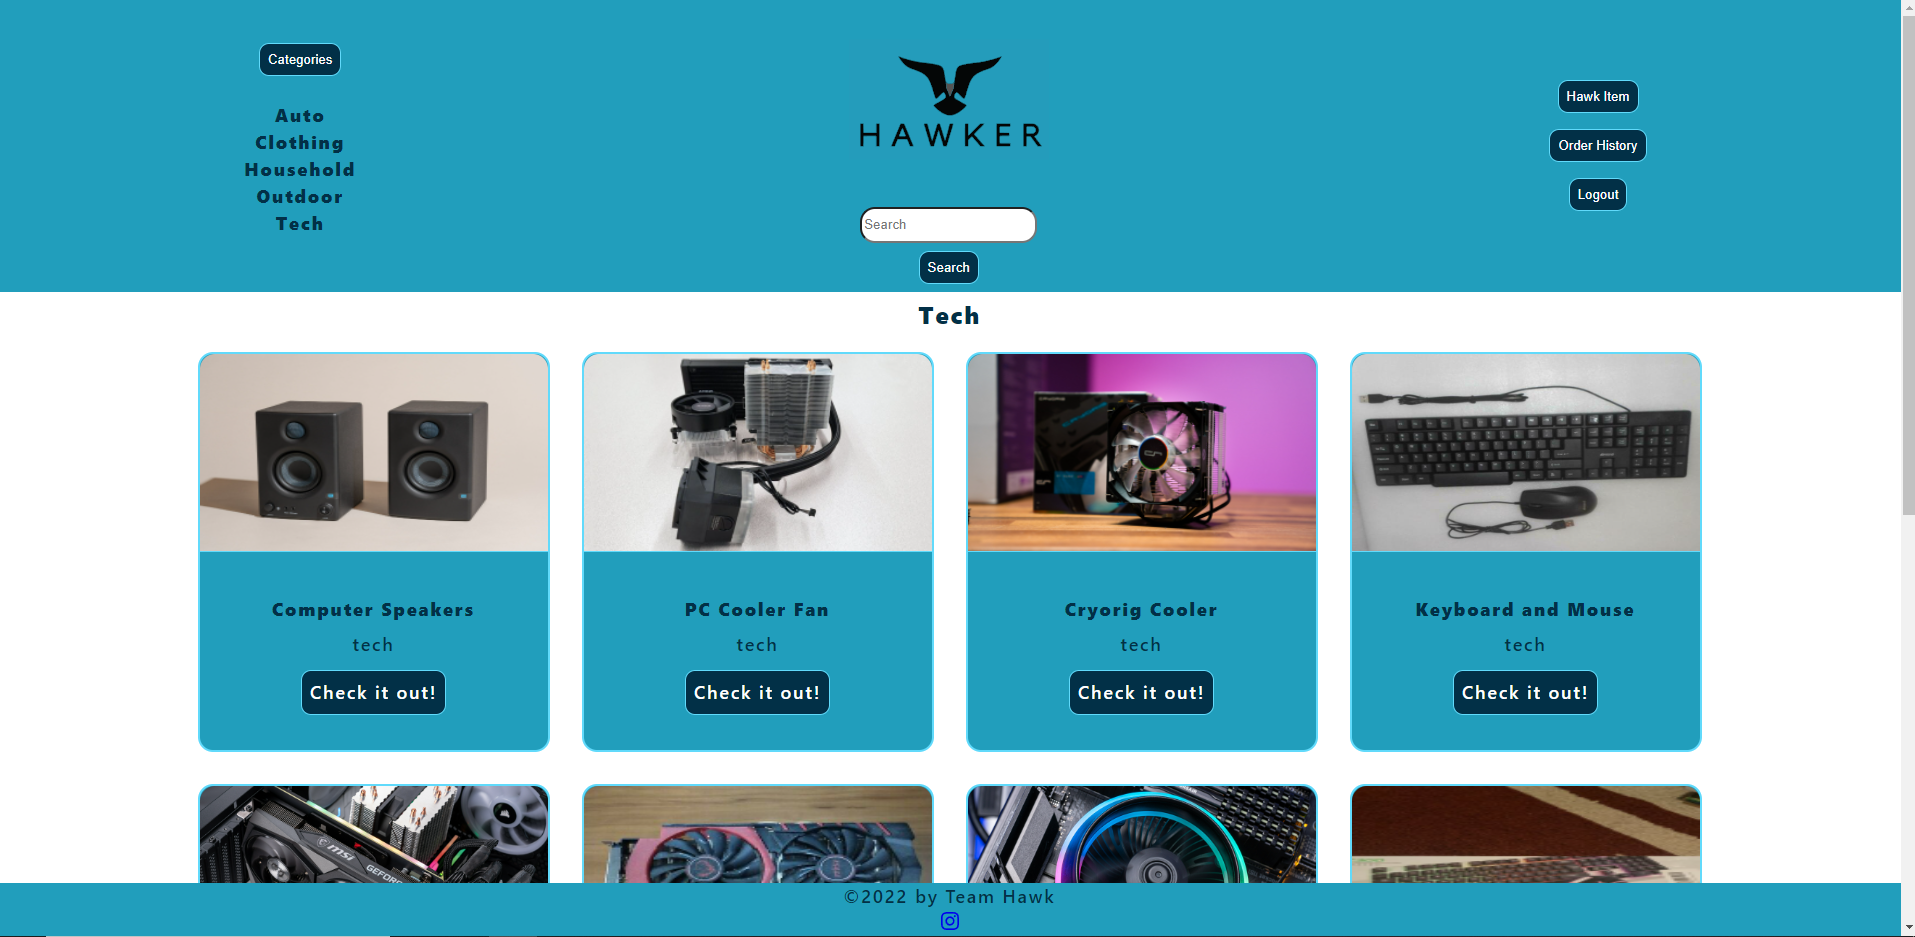 Categories
Auto
Clothing
Household
Outdoor
Tech
HAWKER
Search
Search
Hawk Item
Order History
Logout
Tech
Computer Speakers
tech
Check it out!
PC Cooler Fan
tech
Check it out!
Cryorig Cooler
tech
Check it out!
Keyboard and Mouse
tech
Check it out!
msi
GEFORC
©2022 by Team Hawk